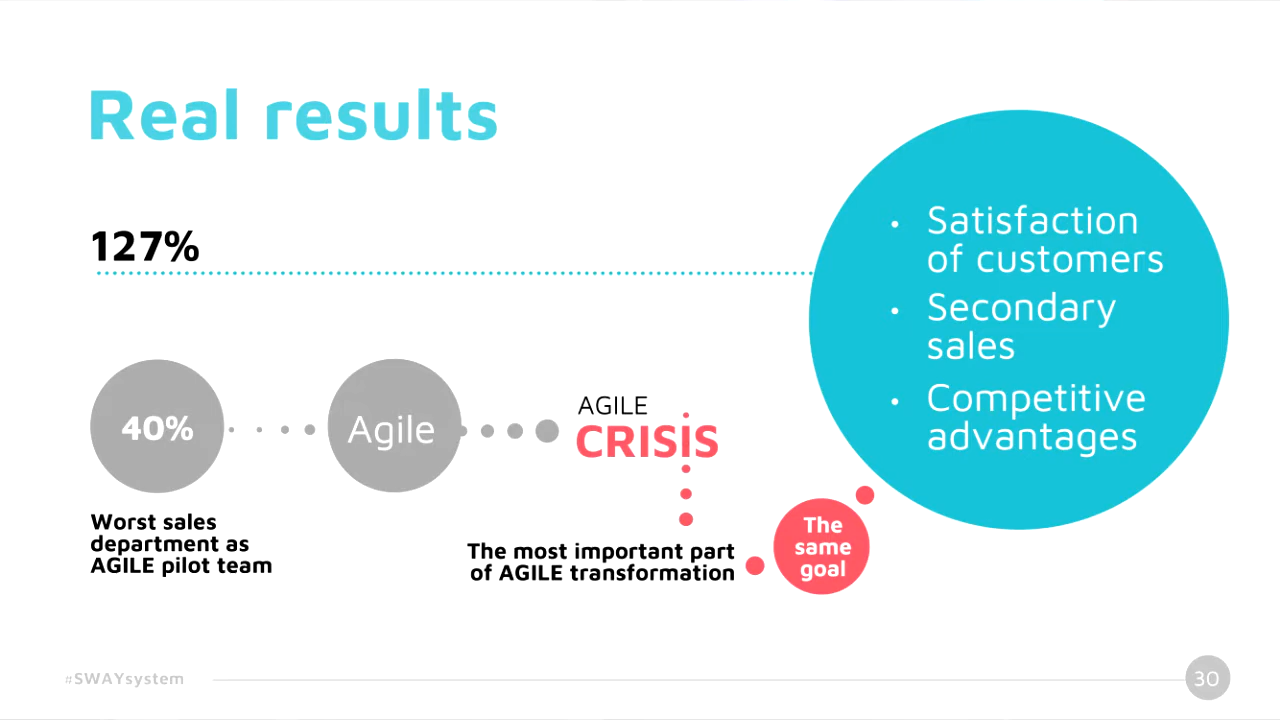 Real results
127%
40%
Worst sales
department as
AGILE pilot team
Agile
AGILE
CRISIS
The most important part
of AGILE transformation
The
same
goal
• Satisfaction
of customers
• Secondary
sales
• Competitive
advantages
#SWAYsystem
30